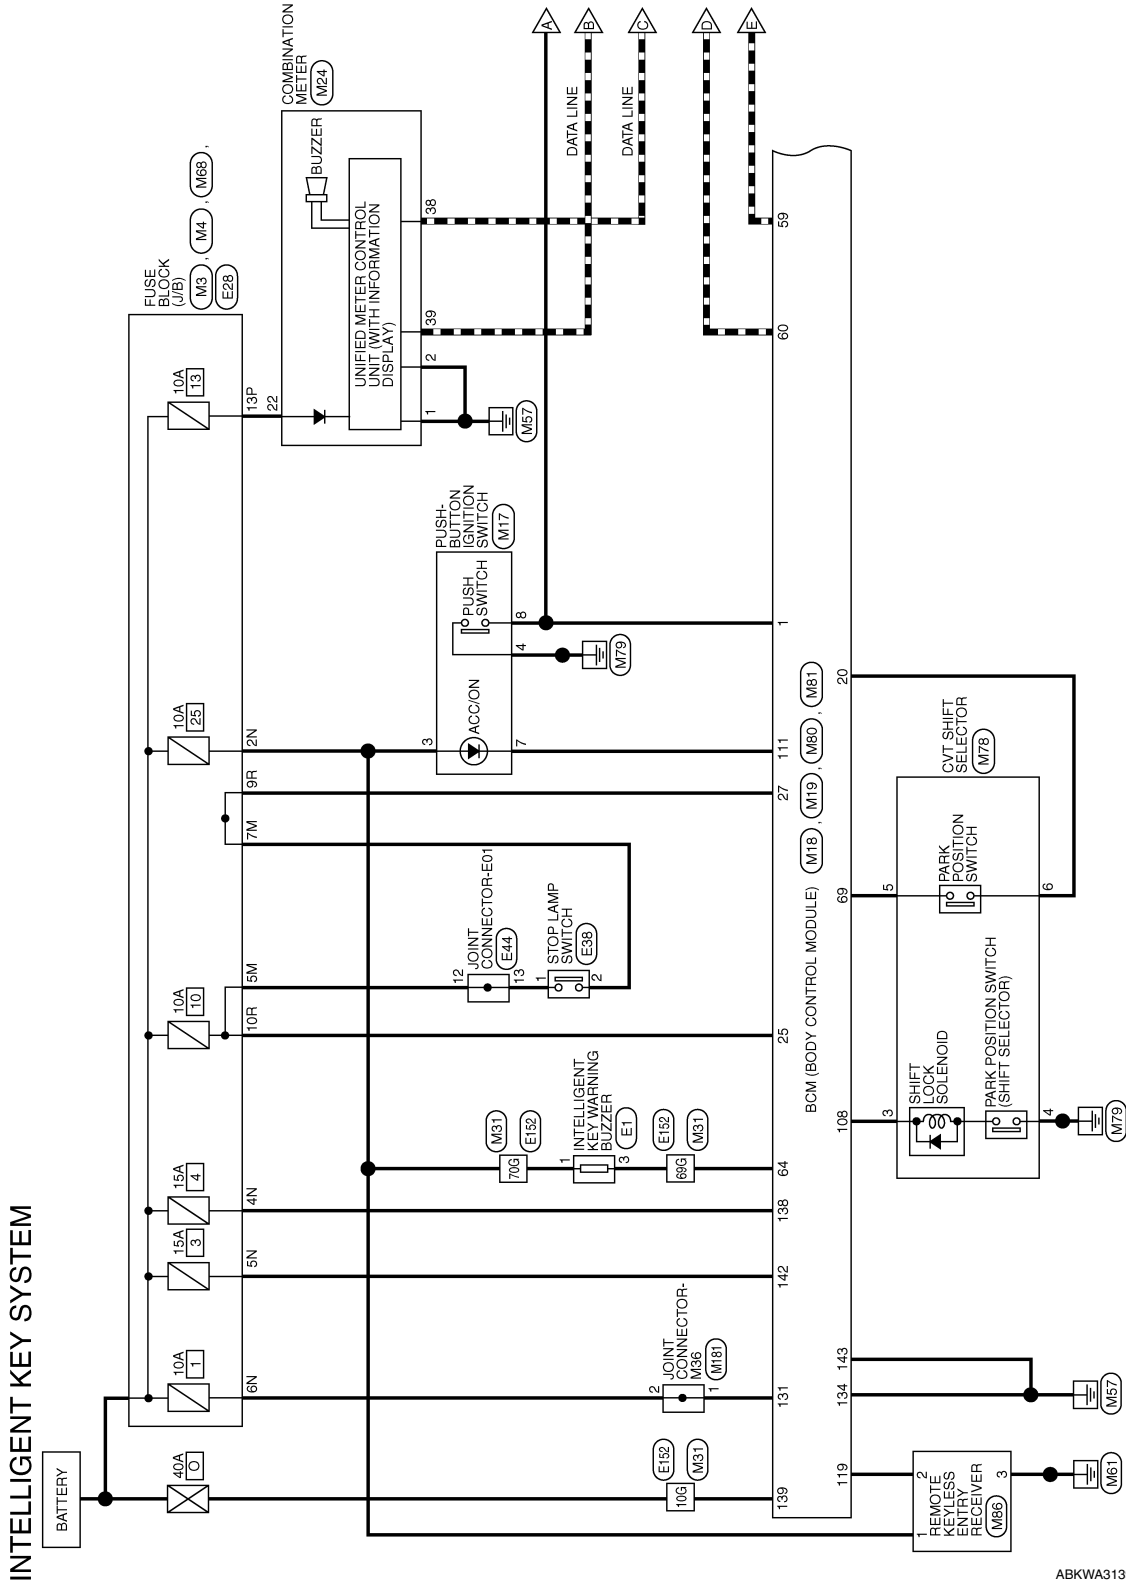 INTELLIGENT KEY SYSTEM
BATTERY
40A
O
10A
1
15A
3
15A
4
10A
10
10A
25
10A
13
FUSE
BLOCK
(J/B)
M3 , M4 , M68 ,
E28
6N
5N
4N
10R
5M
7M
9R
2N
13P
22
COMBINATION
METER
M24
BUZZER
UNIFIED METER CONTROL
UNIT (WITH INFORMATION
DISPLAY)
1
2
39
38
M57
DATA LINE
DATA LINE
A
B
C
D
E
PUSH-
BUTTON
IGNITION
SWITCH
M17
PUSH
SWITCH
ACC/ON
3
7
4
8
M79
JOINT
CONNECTOR-E01
E44
12
13
STOP LAMP
SWITCH
E38
1
2
M31
E152
70G
INTELLIGENT
KEY WARNING
BUZZER
E1
1
3
E152
M31
69G
JOINT
CONNECTOR-
M36
M181
2
1
E152
M31
10G
139
131
142
138
64
25
27
111
1
60
59
BCM (BODY CONTROL MODULE)
M18 , M19 , M80 , M81
119
134
143
108
69
20
REMOTE
KEYLESS
ENTRY
RECEIVER
M86
1
2
3
M61
M57
SHIFT
LOCK
SOLENOID
PARK POSITION SWITCH
(SHIFT SELECTOR)
PARK
POSITION
SWITCH
CVT SHIFT
SELECTOR
M78
3
4
5
6
M79
ABKWA313